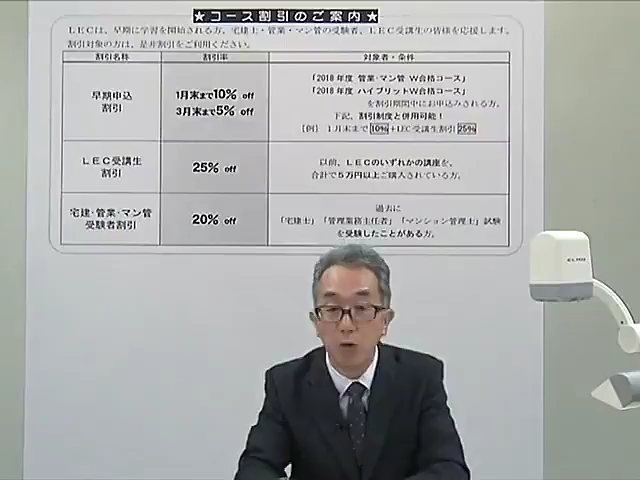 ★コース割引のご案内★
LECは、早期に学習を開始される方、宅建士・管業・マン管の受験者、LEC受講生の皆様を応援します。
割引対象の方は、是非割引をご利用ください。
割引名称 割引率 対象者・条件
早期申込
割引
1月末まで10% off
3月末まで5% off
「2018年度 管業・マン管 W合格コース」
「2018年度 ハイブリットW合格コース」
を割引期間中にお申込みされる方。
下記、割引制度と併用可能！
［例］1月末まで10%+LEC受講生割引25%
LEC受講生
割引
25% off
以前、LECのいずれかの講座を、
合計で5万円以上ご購入されている方。
宅建・管業・マン管
受験者割引
20% off
過去に
「宅建士」「管理業務主任者」「マンション管理士」試験
を受験したことがある方。